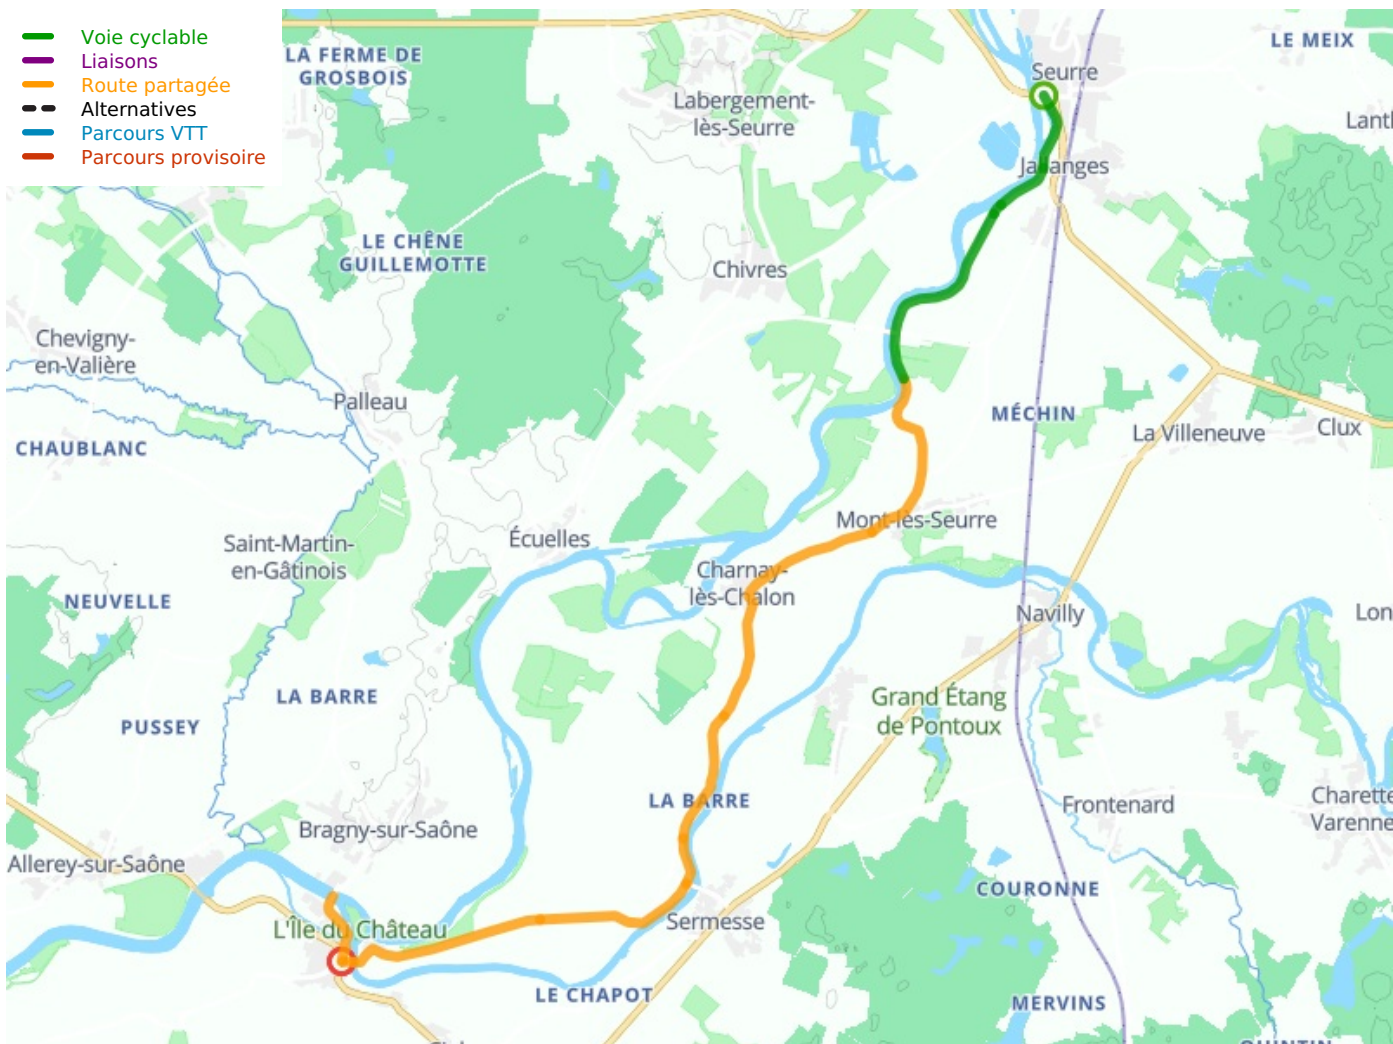 Voie cyclable
Liaisons
Route partagée
Alternatives
Parcours VTT
Parcours provisoire
LA FERME DE
GROSBOIS
LE MEIX
Seurre
Labergement-
lès-Seurre
Jallanges
LE CHÊNE
GUILLEMOTTE
Chivres
Chevigny-
en-Valière
Palleau
CHAUBLANC
MÉCHIN
La Villeneuve
Clux
Mont-lès-Seurre
Écuelles
Saint-Martin-
en-Gâtinois
Charnay-
lès-Chalon
NEUVELLE
Navilly
Lon
LA BARRE
Grand Étang
de Pontoux
PUSSEY
LA BARRE
Frontenard
Charette
Varenne
Bragny-sur-Saône
Allerey-sur-Saône
COURONNE
L'Île du Château
Sermesse
LE CHAPOT
MERVINS